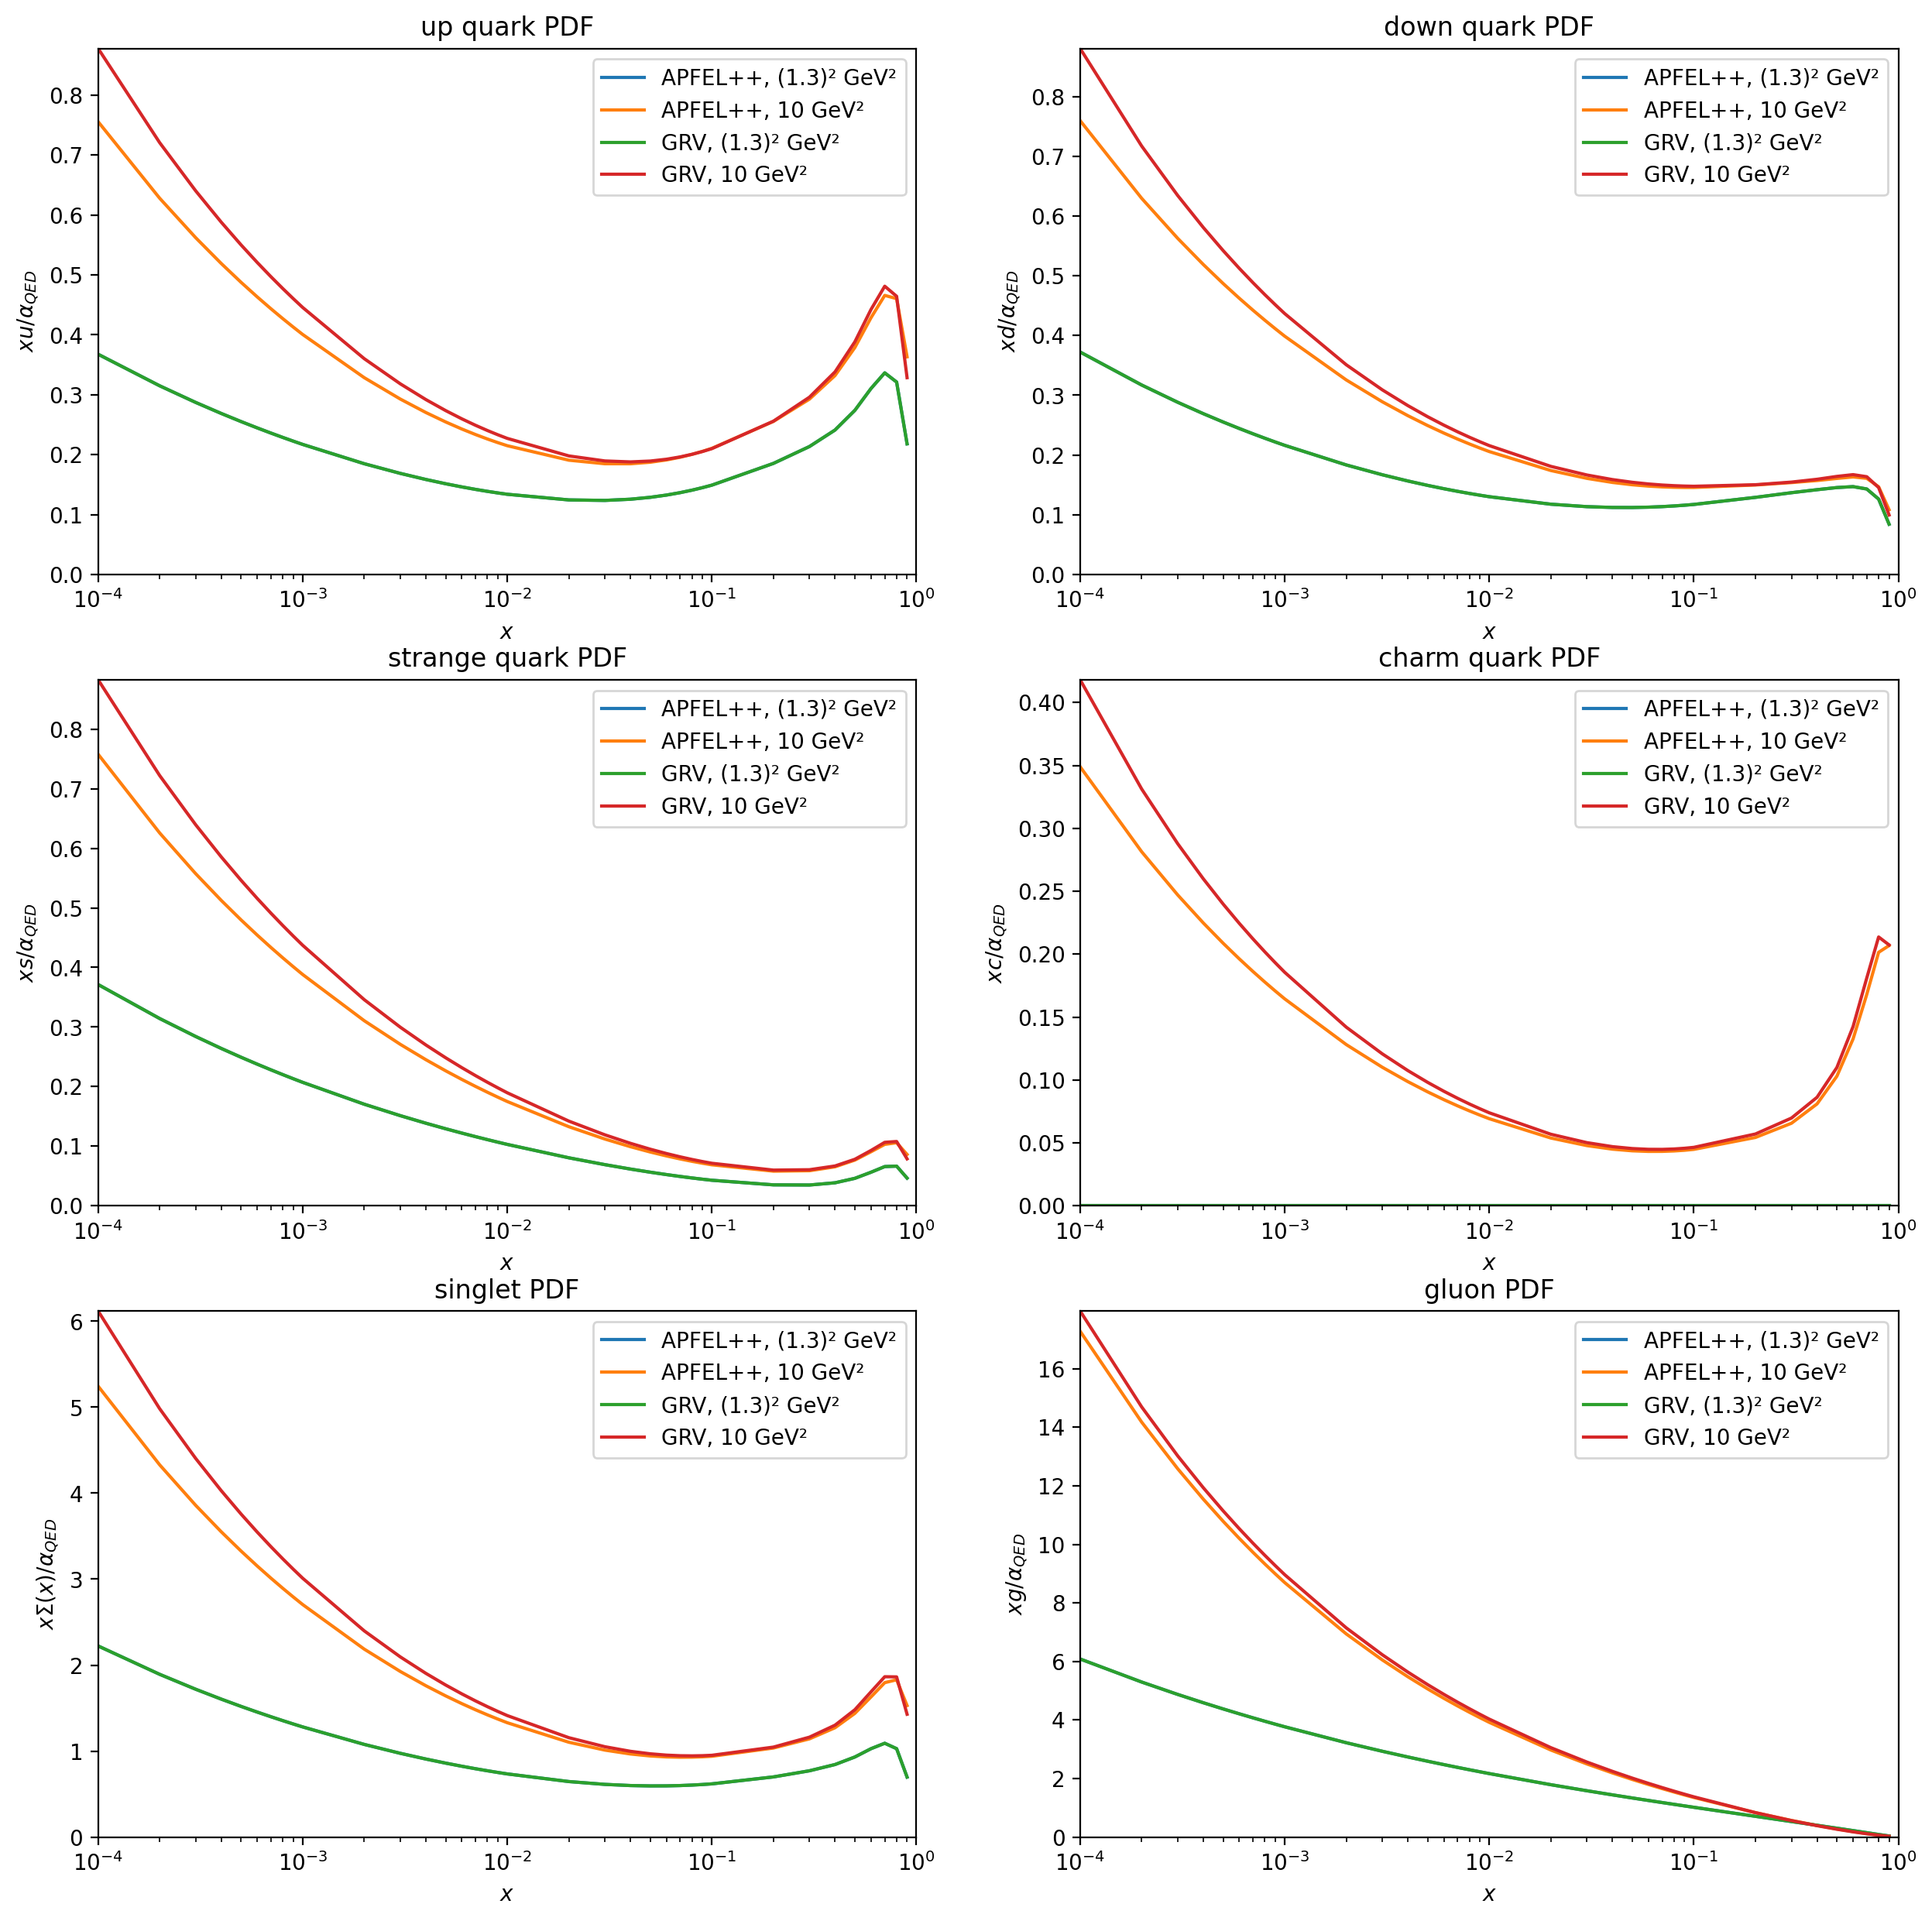 up quark PDF
xu/α_QED
0.8
0.7
0.6
0.5
0.4
0.3
0.2
0.1
0.0
APFEL++, (1.3)² GeV²
APFEL++, 10 GeV²
GRV, (1.3)² GeV²
GRV, 10 GeV²
10⁻⁴ 10⁻³ 10⁻² 10⁻¹ 10⁰
x
down quark PDF
xd/α_QED
0.8
0.7
0.6
0.5
0.4
0.3
0.2
0.1
0.0
APFEL++, (1.3)² GeV²
APFEL++, 10 GeV²
GRV, (1.3)² GeV²
GRV, 10 GeV²
10⁻⁴ 10⁻³ 10⁻² 10⁻¹ 10⁰
x
strange quark PDF
xs/α_QED
0.8
0.7
0.6
0.5
0.4
0.3
0.2
0.1
0.0
APFEL++, (1.3)² GeV²
APFEL++, 10 GeV²
GRV, (1.3)² GeV²
GRV, 10 GeV²
10⁻⁴ 10⁻³ 10⁻² 10⁻¹ 10⁰
x
charm quark PDF
xc/α_QED
0.40
0.35
0.30
0.25
0.20
0.15
0.10
0.05
0.00
APFEL++, (1.3)² GeV²
APFEL++, 10 GeV²
GRV, (1.3)² GeV²
GRV, 10 GeV²
10⁻⁴ 10⁻³ 10⁻² 10⁻¹ 10⁰
x
singlet PDF
xΣ(x)/α_QED
6
5
4
3
2
1
0
APFEL++, (1.3)² GeV²
APFEL++, 10 GeV²
GRV, (1.3)² GeV²
GRV, 10 GeV²
10⁻⁴ 10⁻³ 10⁻² 10⁻¹ 10⁰
x
gluon PDF
xg/α_QED
16
14
12
10
8
6
4
2
0
APFEL++, (1.3)² GeV²
APFEL++, 10 GeV²
GRV, (1.3)² GeV²
GRV, 10 GeV²
10⁻⁴ 10⁻³ 10⁻² 10⁻¹ 10⁰
x